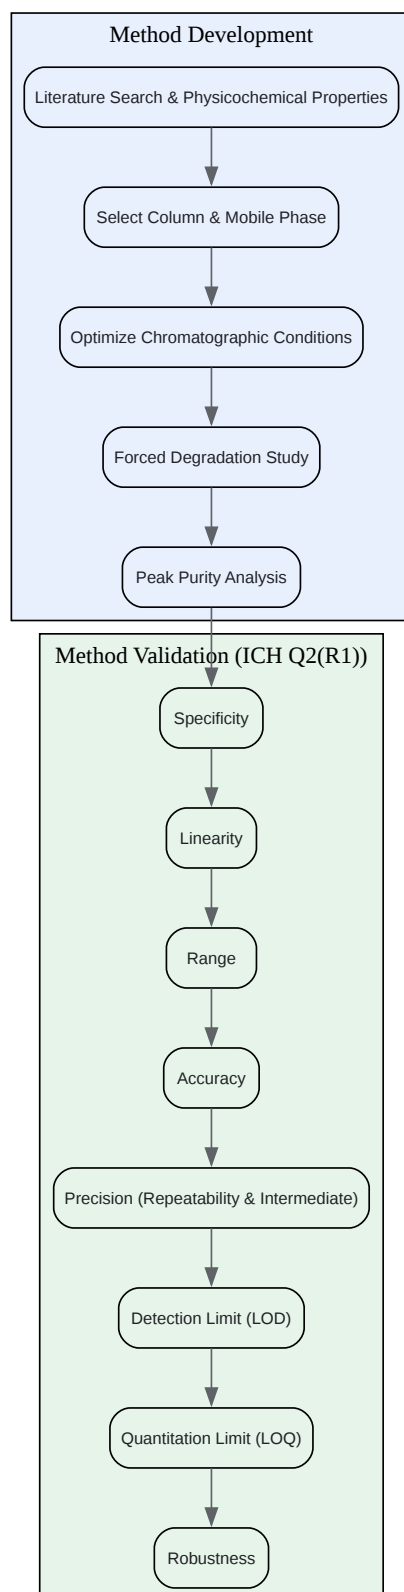 Method Development
Literature Search & Physicochemical Properties
Select Column & Mobile Phase
Optimize Chromatographic Conditions
Forced Degradation Study
Peak Purity Analysis
Method Validation (ICH Q2(R1))
Specificity
Linearity
Range
Accuracy
Precision (Repeatability & Intermediate)
Detection Limit (LOD)
Quantitation Limit (LOQ)
Robustness